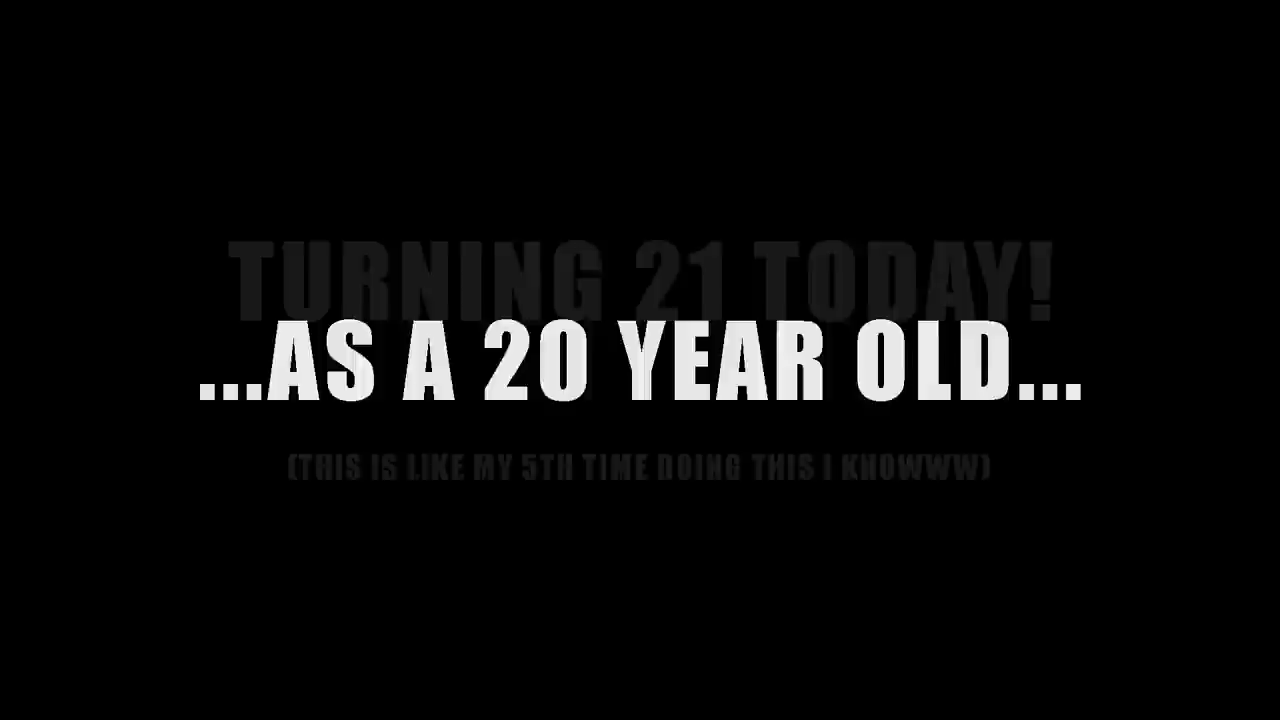 TURNING 21 TODAY!
...AS A 20 YEAR OLD...
(THIS IS LIKE MY 5TH TIME DOING THIS I KNOWWW)